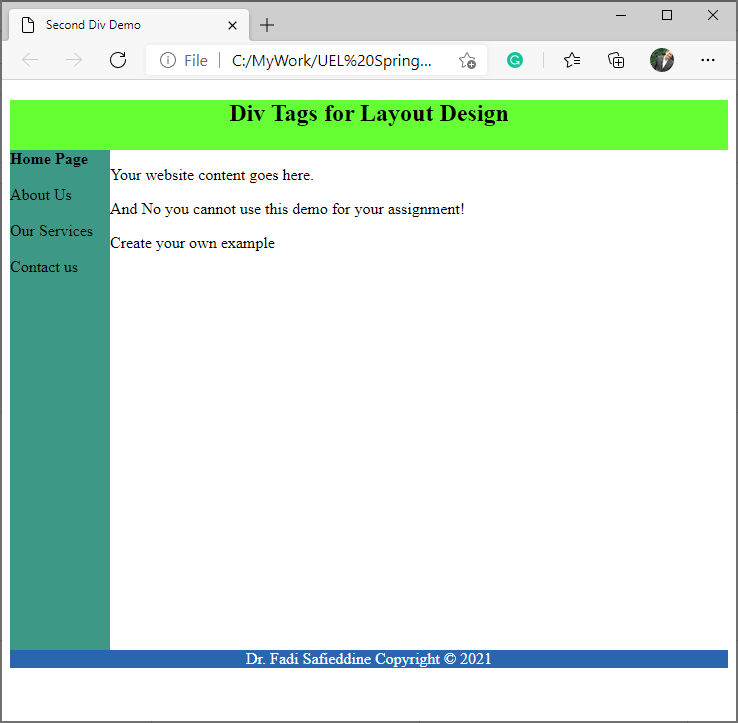 Second Div Demo
File
C:/MyWork/UEL%20Spring...
Div Tags for Layout Design
Home Page
About Us
Our Services
Contact us
Your website content goes here.
And No you cannot use this demo for your assignment!
Create your own example
Dr. Fadi Safieddine Copyright © 2021